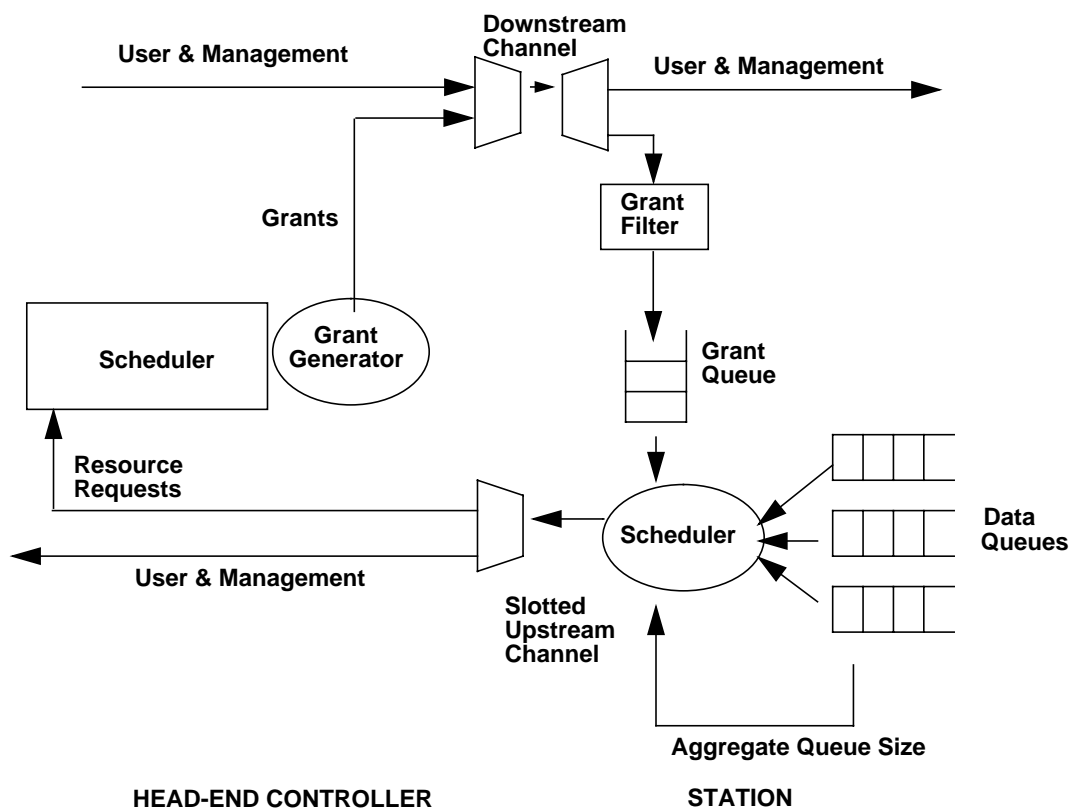 Downstream
Channel
User & Management
User & Management
Grant
Filter
Grants
Grant
Generator
Scheduler
Grant
Queue
Resource
Requests
Scheduler
Data
Queues
User & Management
Slotted
Upstream
Channel
Aggregate Queue Size
HEAD-END CONTROLLER
STATION